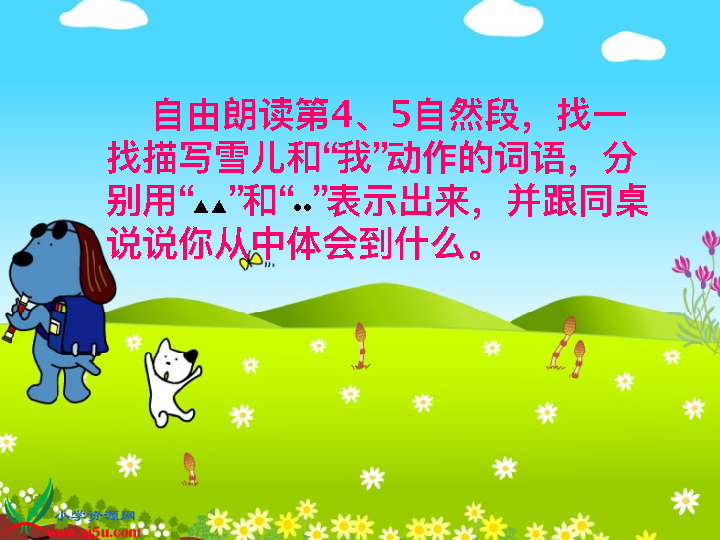 自由朗读第4、5自然段，找一
找描写雪儿和“我”动作的词语，分
别用“▲▲”和“••”表示出来，并跟同桌
说说你从中体会到什么。
小学资源网
www.xj5u.com